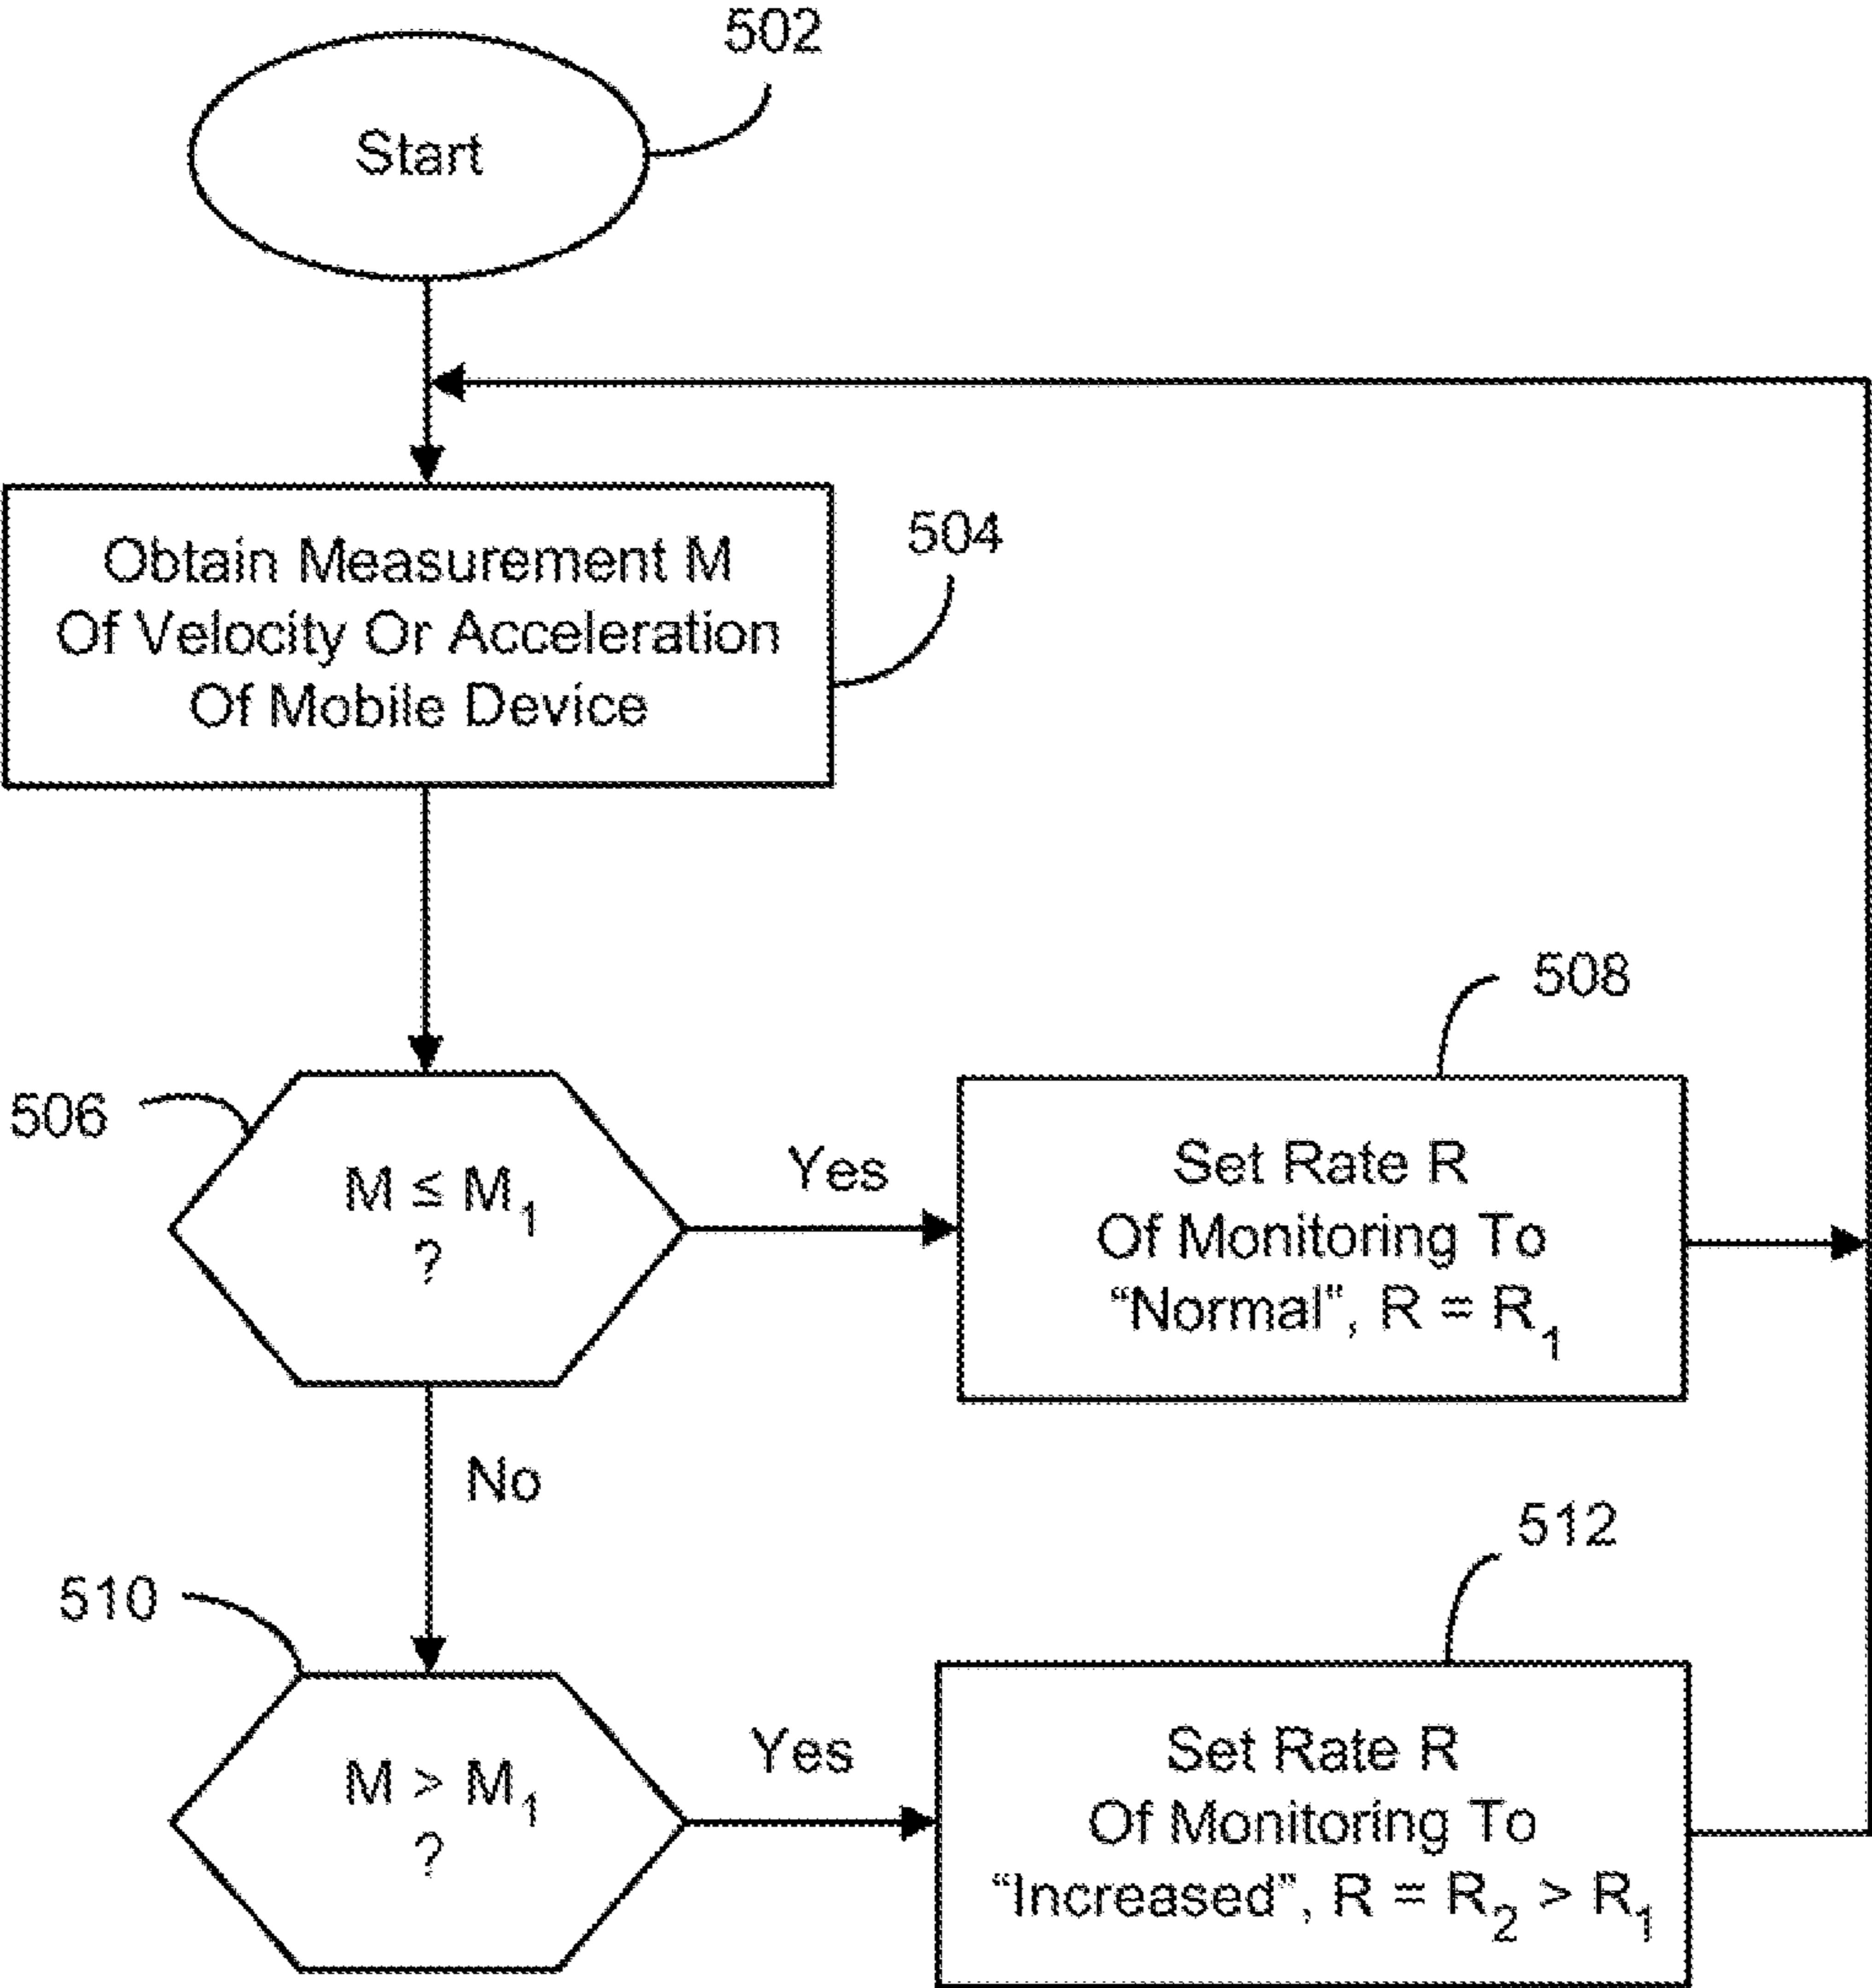 502
Start
504
Obtain Measurement M
Of Velocity Or Acceleration
Of Mobile Device
506
M ≤ M₁
?
Yes
508
Set Rate R
Of Monitoring To
“Normal”, R = R₁
No
510
M > M₁
?
Yes
512
Set Rate R
Of Monitoring To
“Increased”, R = R₂ > R₁